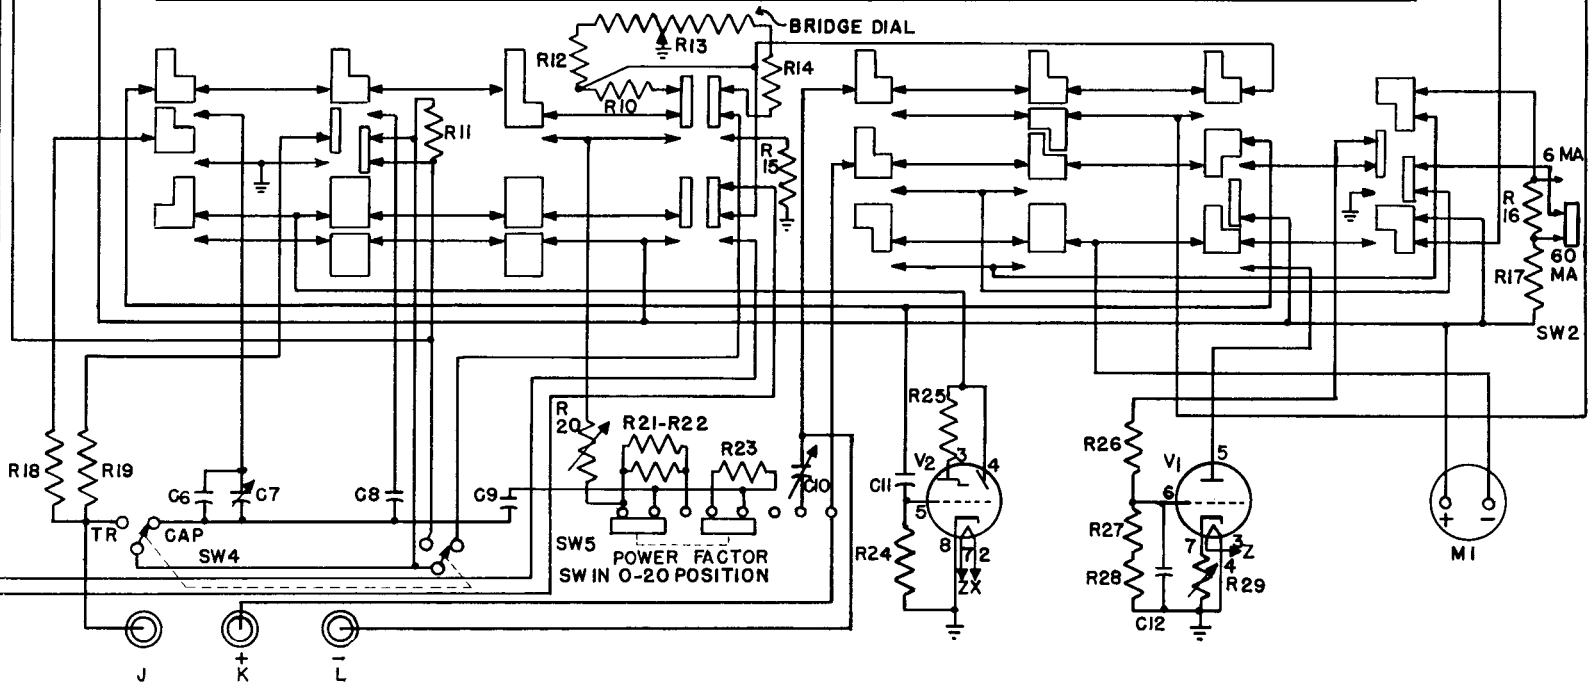 BRIDGE DIAL
R12
R13
R14
R10
R11
R
15
6 MA
R
16
60
MA
R17
SW2
R
20
R21-R22
R23
R25
R26
R18
R19
C6
C7
C8
C9
C10
C11
V2
3
4
5
V1
5
6
TR
CAP
SW4
SW5
POWER FACTOR
SW IN 0-20 POSITION
R24
8
7
2
ZX
R27
R28
7
3
Z
4
R29
C12
+
-
M1
+
-
J
K
L